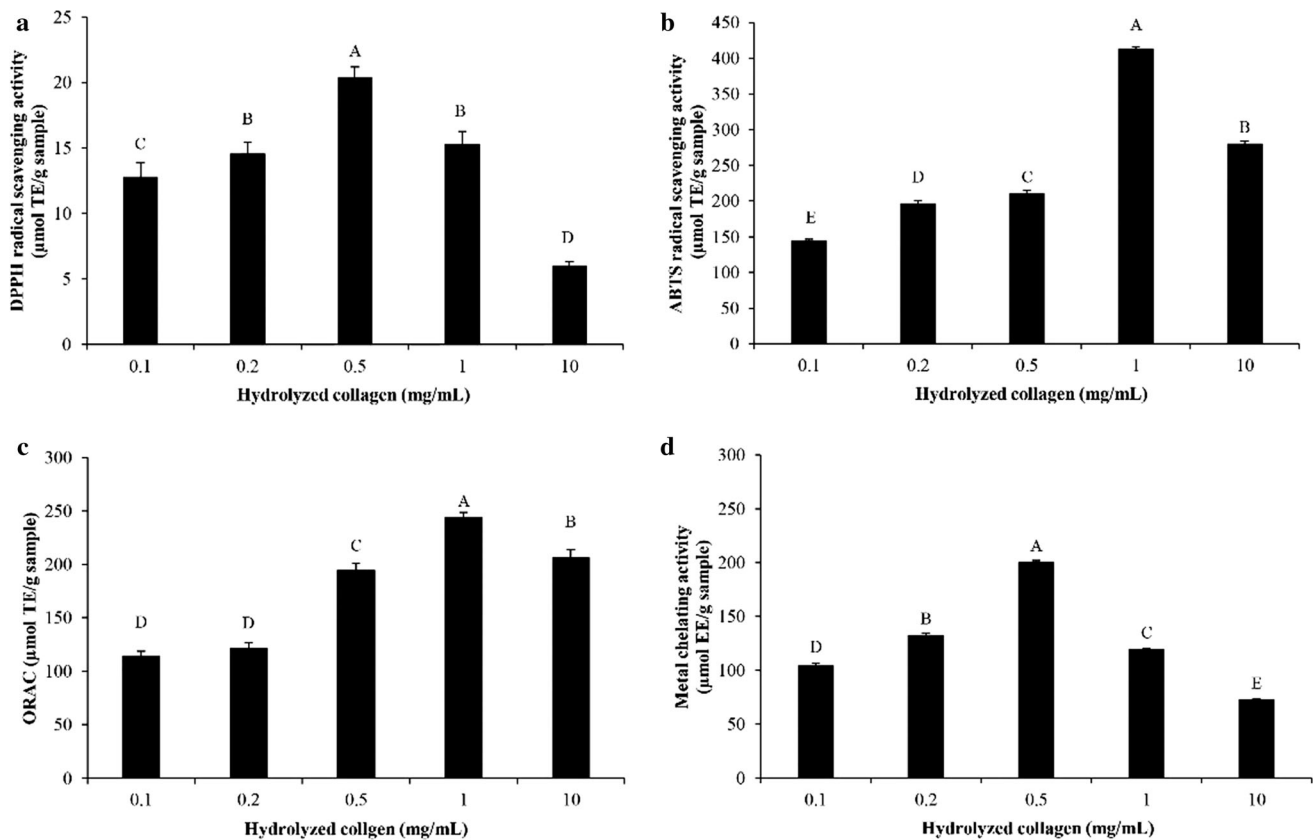 a
DPPH radical scavenging activity
(μmol TE/g sample)
25
20
15
10
5
0
C
B
A
B
D
0.1 0.2 0.5 1 10
Hydrolyzed collagen (mg/mL)
b
ABTS radical scavenging activity
(μmol TE/g sample)
450
400
350
300
250
200
150
100
50
0
E
D
C
A
B
0.1 0.2 0.5 1 10
Hydrolyzed collagen (mg/mL)
c
ORAC (μmol TE/g sample)
300
250
200
150
100
50
0
D
D
C
A
B
0.1 0.2 0.5 1 10
Hydrolyzed collgen (mg/mL)
d
Metal chelating activity
(μmol EE/g sample)
300
250
200
150
100
50
0
D
B
A
C
E
0.1 0.2 0.5 1 10
Hydrolyzed collagen (mg/mL)